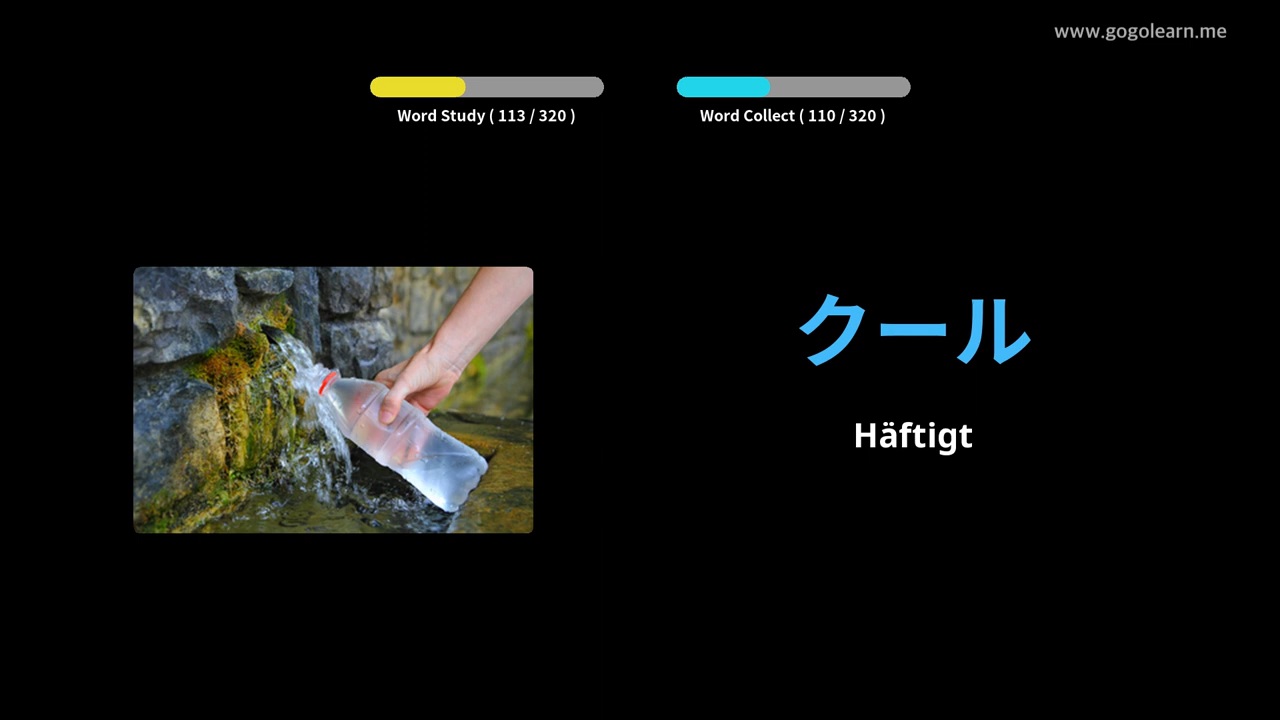 www.gogolearn.me
Word Study ( 113 / 320 )
Word Collect ( 110 / 320 )
クール
Häftigt